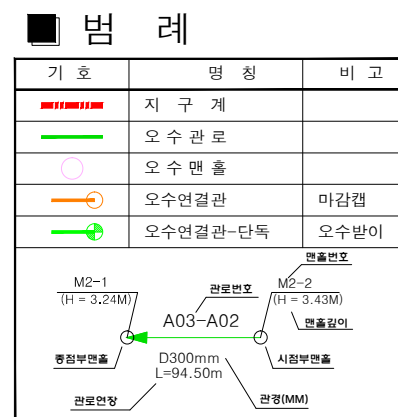 범 례
기 호 명 칭 비 고
지 구 계
오 수 관 로
오 수 맨 홀
오수연결관 마감캡
오수연결관-단독 오수받이
맨홀번호
M2-1 관로번호 M2-2
(H = 3.24M) (H = 3.43M)
A03-A02 맨홀깊이
종점부맨홀 D300mm 시점부맨홀
L=94.50m
관로연장 관경(MM)